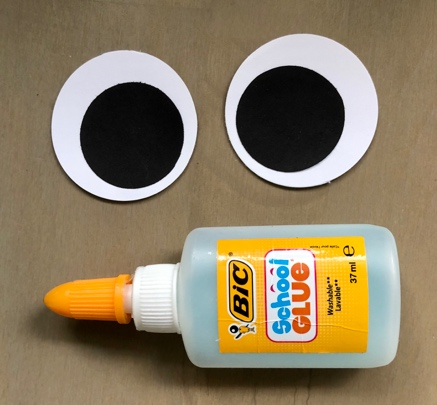 BIC®
School
GLUE
Washable**
Lavable**
37 ml ℮